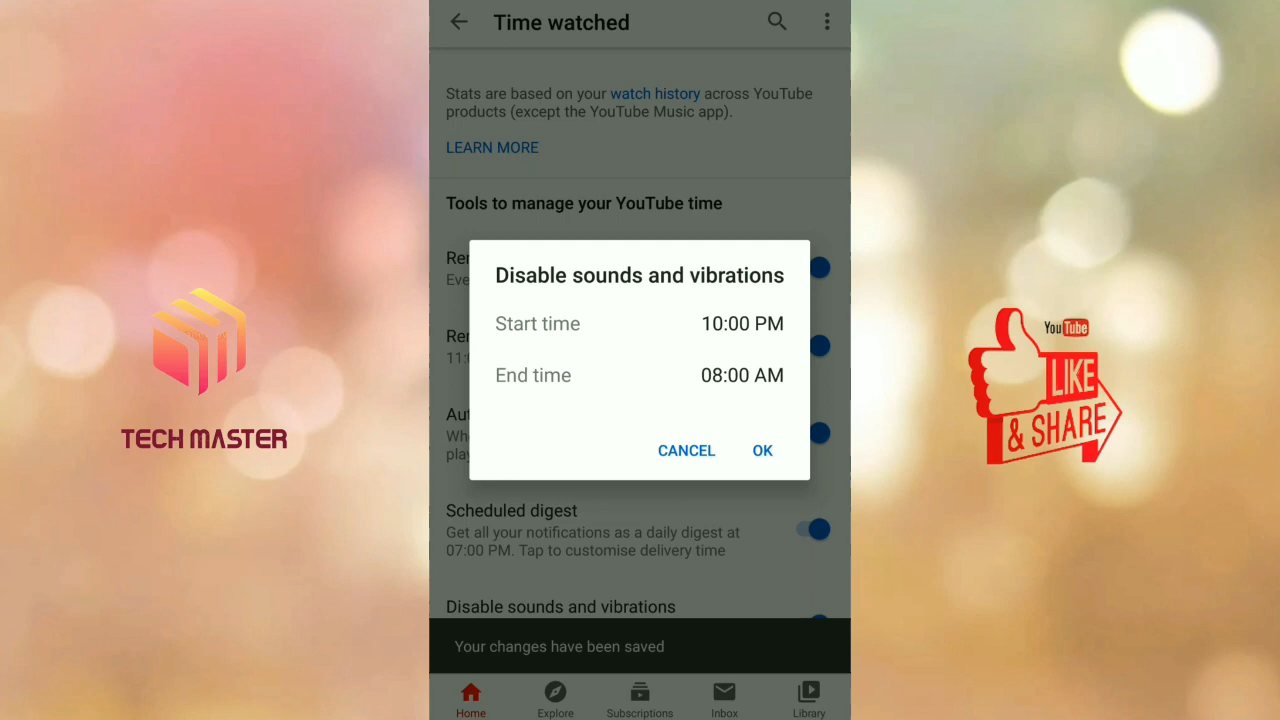 Time watched
Stats are based on your watch history across YouTube
products (except the YouTube Music app).
LEARN MORE
Tools to manage your YouTube time
Disable sounds and vibrations
Start time 10:00 PM
End time 08:00 AM
CANCEL OK
11:
Scheduled digest
Get all your notifications as a daily digest at
07:00 PM. Tap to customise delivery time
Disable sounds and vibrations
Your changes have been saved
Home Explore Subscriptions Inbox Library
TECH MASTER
YouTube
LIKE
& SHARE